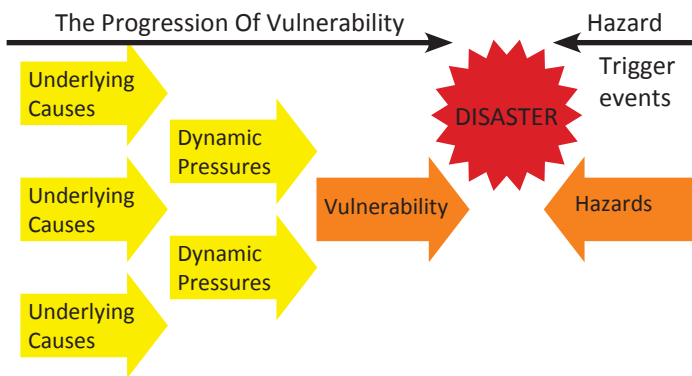 The Progression Of Vulnerability
Hazard
Trigger
events
Underlying
Causes
Dynamic
Pressures
DISASTER
Underlying
Causes
Vulnerability
Hazards
Dynamic
Pressures
Underlying
Causes